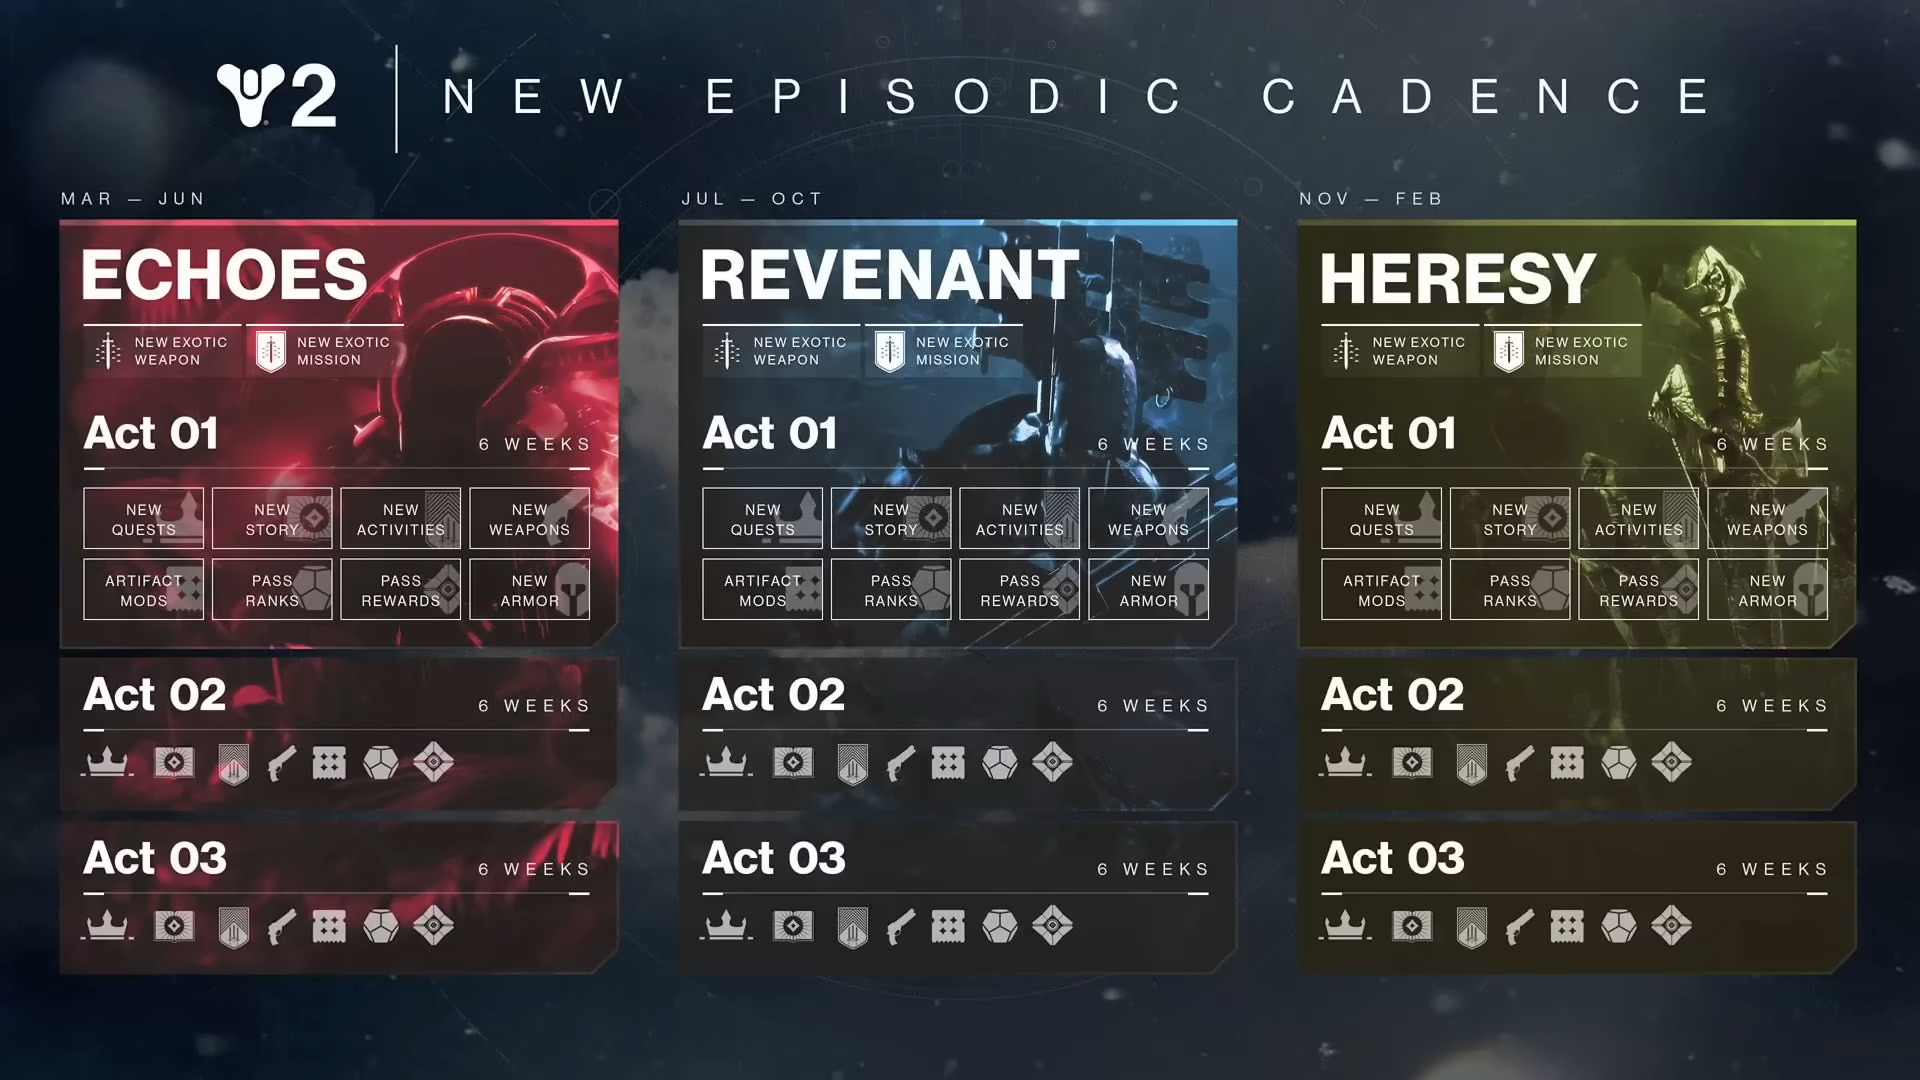 2 NEW EPISODIC CADENCE
MAR — JUN
ECHOES
NEW EXOTIC
WEAPON
NEW EXOTIC
MISSION
Act 01
6 WEEKS
NEW
QUESTS
NEW
STORY
NEW
ACTIVITIES
NEW
WEAPONS
ARTIFACT
MODS
PASS
RANKS
PASS
REWARDS
NEW
ARMOR
Act 02
6 WEEKS
Act 03
6 WEEKS
JUL — OCT
REVENANT
NEW EXOTIC
WEAPON
NEW EXOTIC
MISSION
Act 01
6 WEEKS
NEW
QUESTS
NEW
STORY
NEW
ACTIVITIES
NEW
WEAPONS
ARTIFACT
MODS
PASS
RANKS
PASS
REWARDS
NEW
ARMOR
Act 02
6 WEEKS
Act 03
6 WEEKS
NOV — FEB
HERESY
NEW EXOTIC
WEAPON
NEW EXOTIC
MISSION
Act 01
6 WEEKS
NEW
QUESTS
NEW
STORY
NEW
ACTIVITIES
NEW
WEAPONS
ARTIFACT
MODS
PASS
RANKS
PASS
REWARDS
NEW
ARMOR
Act 02
6 WEEKS
Act 03
6 WEEKS